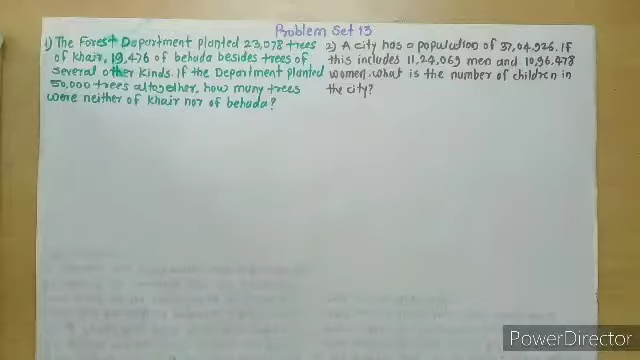 Problem Set 13
1) The Forest Department planted 23,078 trees
of khair, 19,476 of behada besides trees of
several other kinds. If the Department planted
50,000 trees altogether, how many trees
were neither of khair nor of behada?
2) A city has a population of 37,04,926. If
this includes 11,24,069 men and 10,96,478
women. what is the number of children in
the city?
PowerDirector